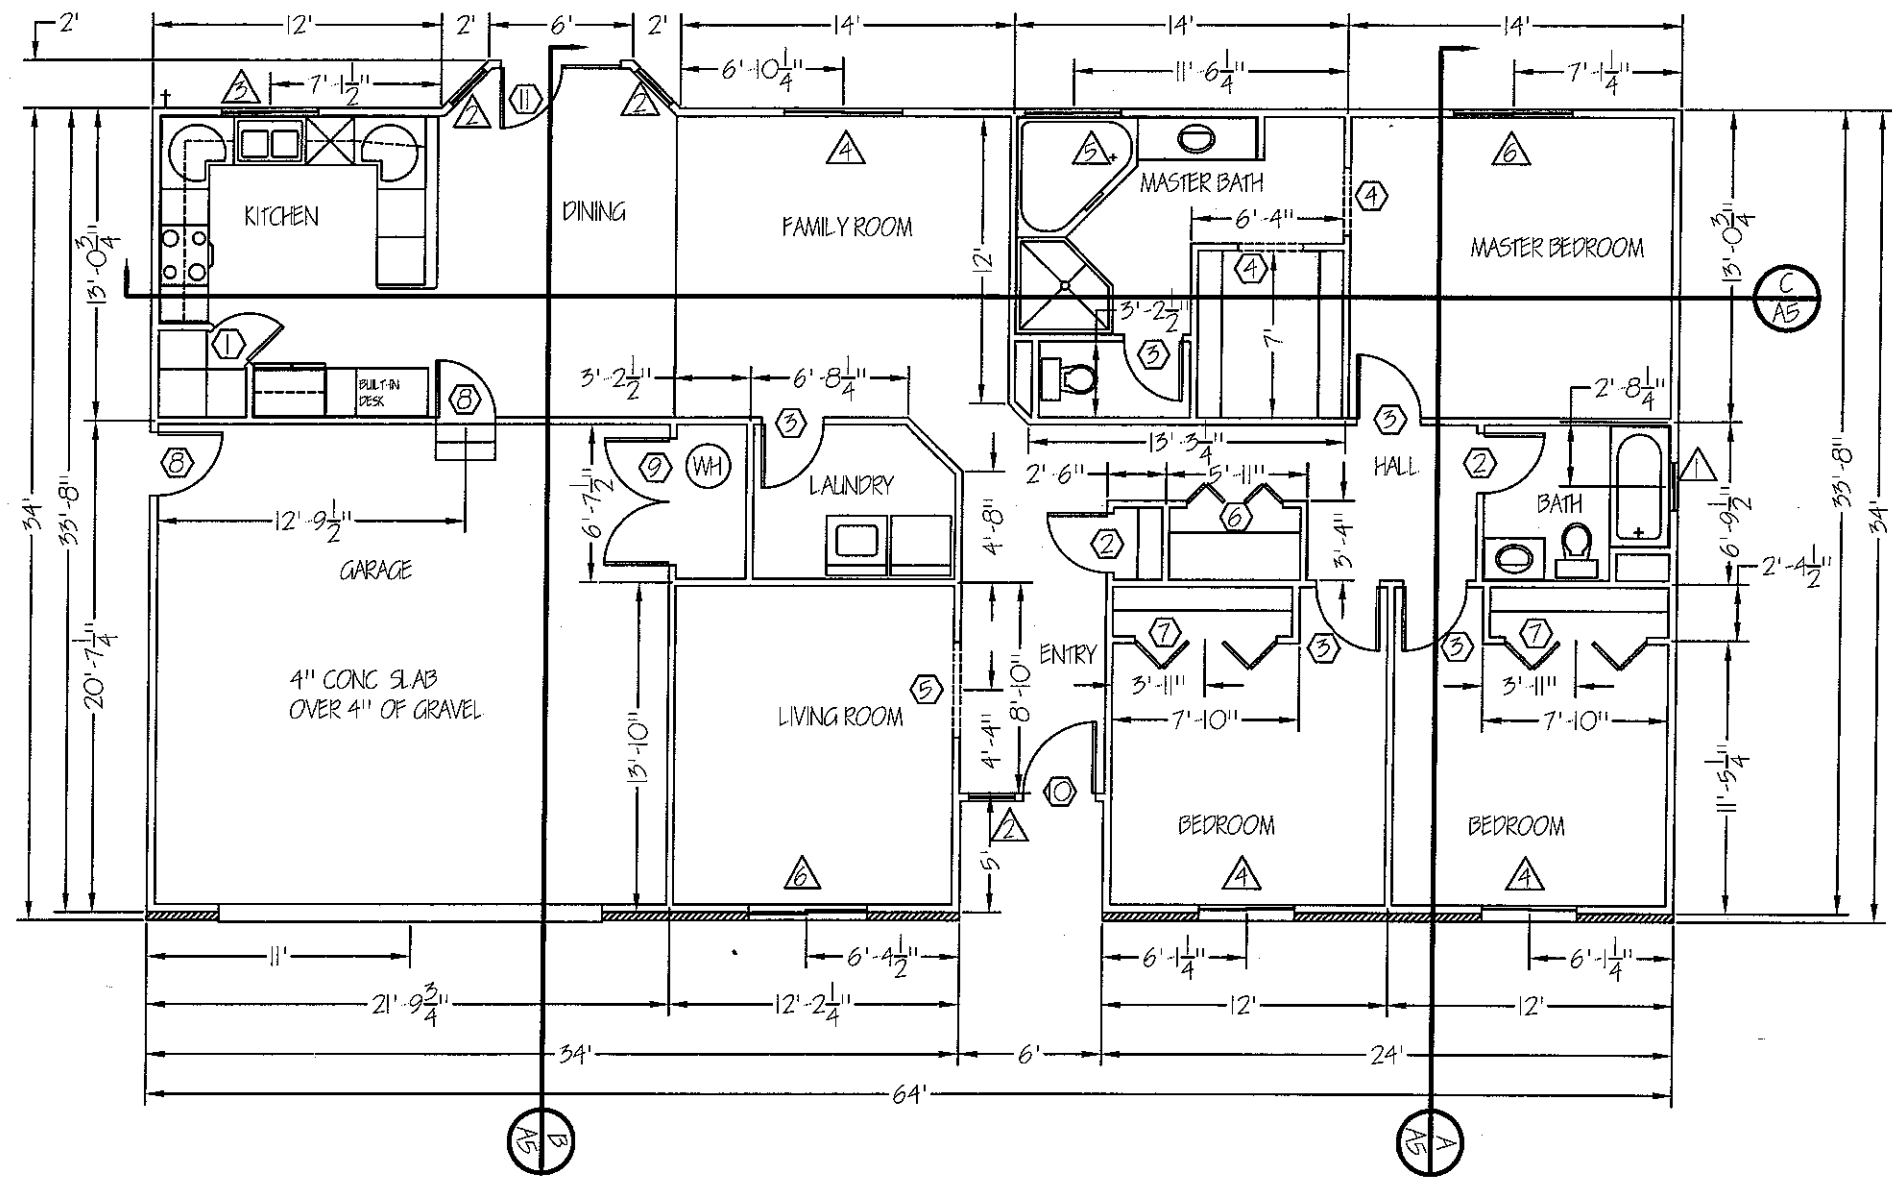 2' 12' 2' 6' 2' 14' 14' 14'
7'-1 1/2" 6'-10 1/4" 11'-6 1/4" 7'-1 1/4"
3 2 11 2 4 5 6
KITCHEN
DINING
FAMILY ROOM
MASTER BATH
MASTER BEDROOM
4
6'-4"
4
13'-0 3/4"
12'
3'-2 1/2"
7"
13'-0 3/4"
C
A5
1
3
BUILT-IN
DESK
8
3'-2 1/2"
6'-8 1/4"
3
3
2'-8 1/4"
13'-3 1/4"
8
9
WH
LAUNDRY
2'-6"
5'-11"
HALL
2
BATH
1
34'
33'-8"
12'-9 1/2"
6'-7 1/2"
4'-8"
2
6
3'-4"
6'-9 1/2"
33'-8"
34'
GARAGE
2'-4 1/2"
20'-7 1/4"
4" CONC SLAB
OVER 4" OF GRAVEL
13'-10"
LIVING ROOM
5
4'-4"
8'-10"
ENTRY
7
3
3
7
3'-11"
3'-11"
7'-10"
7'-10"
11'-5 1/4"
10
2
5'
BEDROOM
BEDROOM
6
4
4
11'
6'-4 1/2"
6'-1 1/4"
6'-1 1/4"
21'-9 3/4"
12'-2 1/4"
12'
12'
34'
6'
24'
64'
B
A5
A
A5